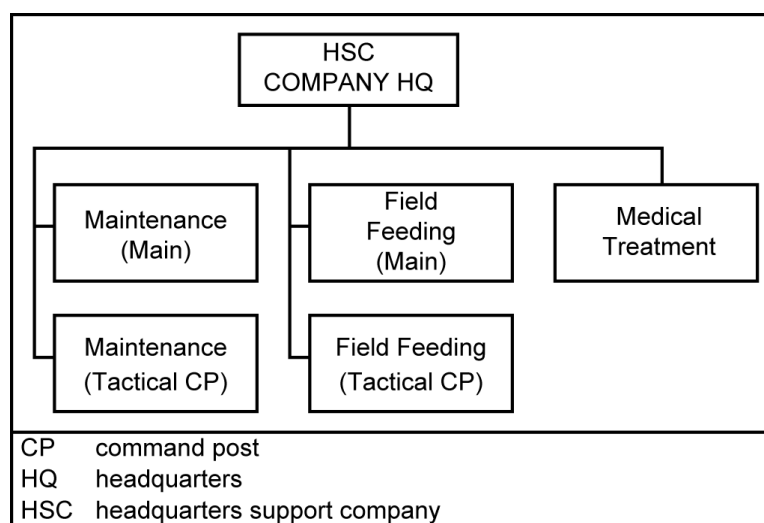 HSC
COMPANY HQ
Maintenance
(Main)
Field
Feeding
(Main)
Medical
Treatment
Maintenance
(Tactical CP)
Field Feeding
(Tactical CP)
CP command post
HQ headquarters
HSC headquarters support company